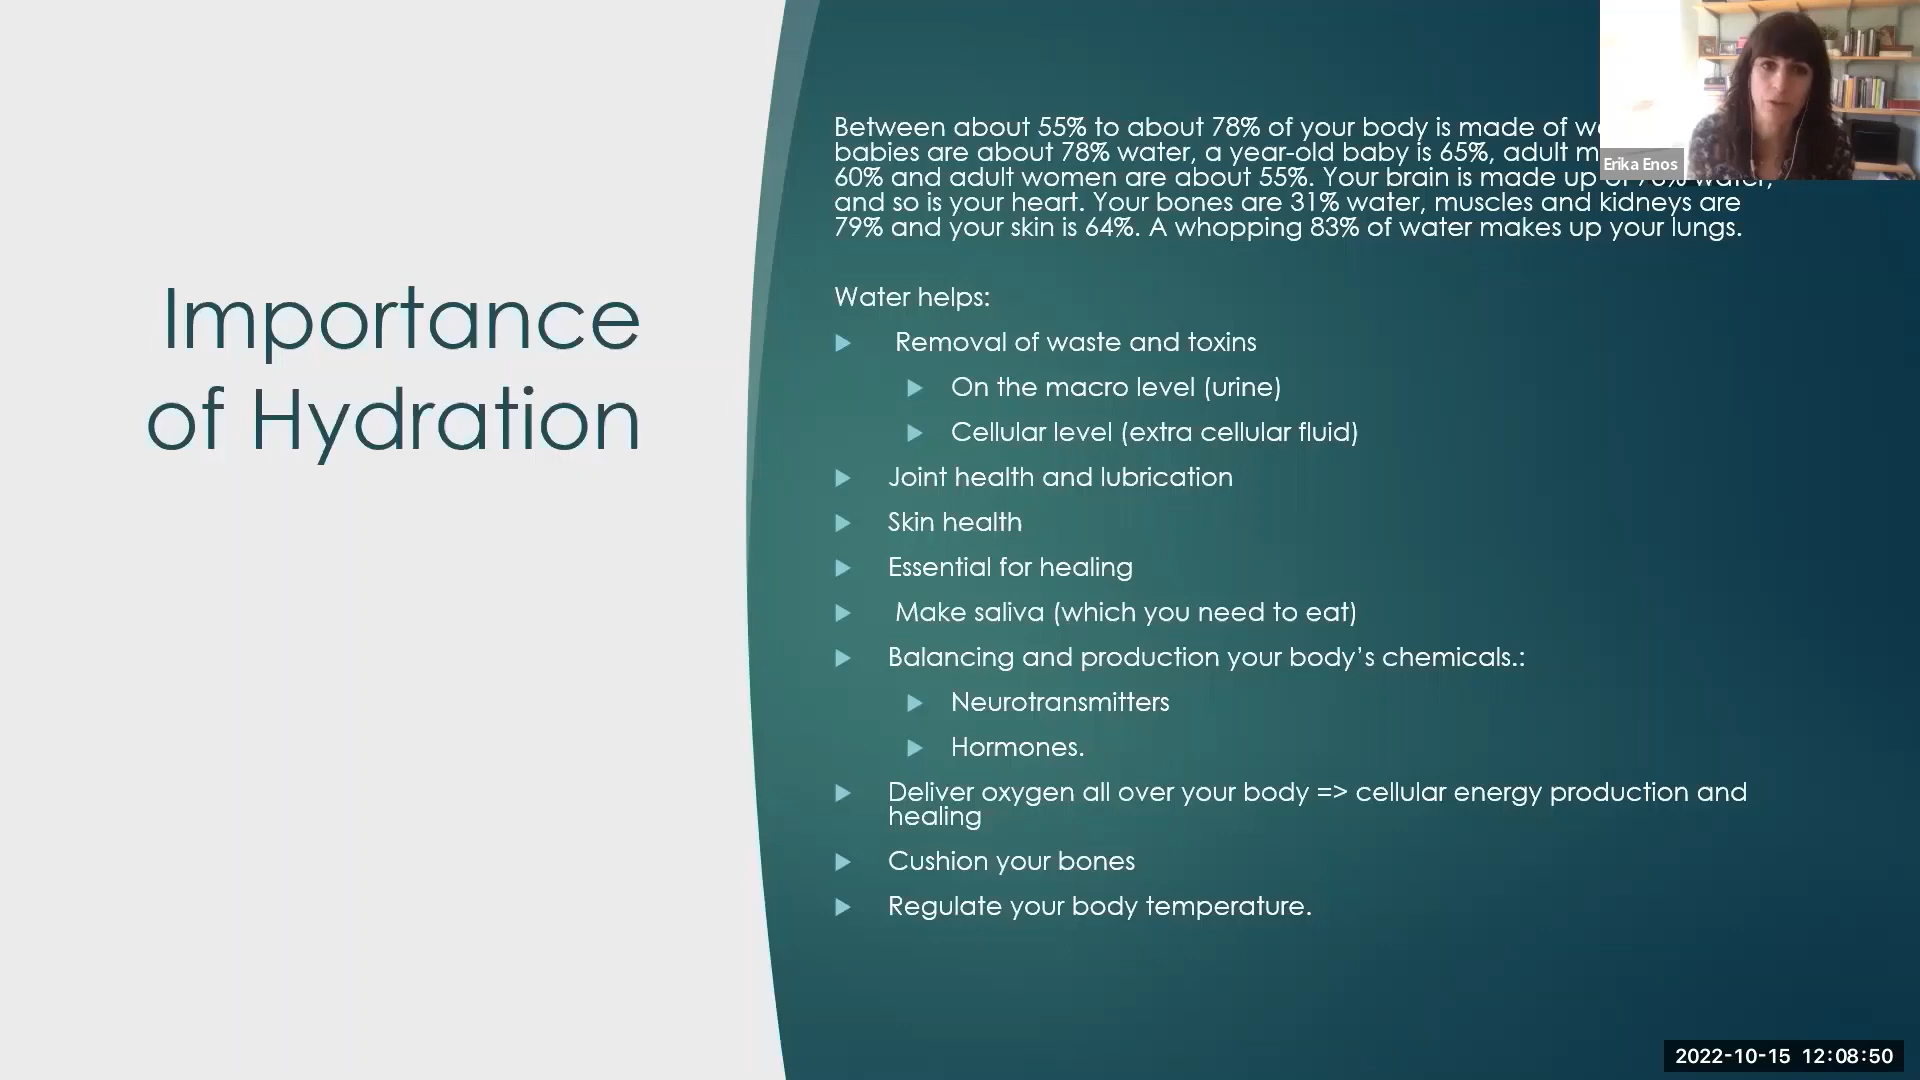 Importance
of Hydration
Between about 55% to about 78% of your body is made of
babies are about 78% water, a year-old baby is 65%, adult
60% and adult women are about 55%. Your brain is made up
and so is your heart. Your bones are 31% water, muscles and kidneys are
79% and your skin is 64%. A whopping 83% of water makes up your lungs.
Water helps:
Removal of waste and toxins
On the macro level (urine)
Cellular level (extra cellular fluid)
Joint health and lubrication
Skin health
Essential for healing
Make saliva (which you need to eat)
Balancing and production your body’s chemicals.:
Neurotransmitters
Hormones.
Deliver oxygen all over your body => cellular energy production and
healing
Cushion your bones
Regulate your body temperature.
Erika Enos
2022-10-15 12:08:50